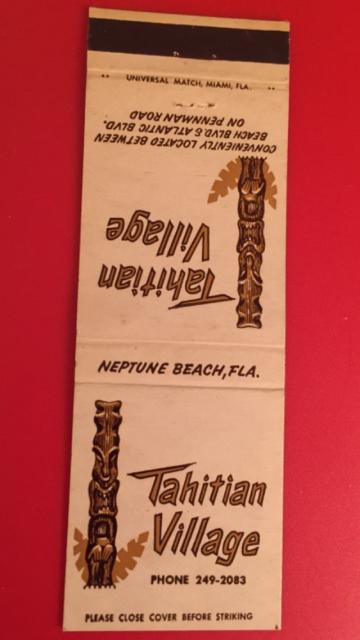 UNIVERSAL MATCH, MIAMI, FLA.
CONVENIENTLY LOCATED BETWEEN
BEACH BLVD. & ATLANTIC BLVD.
ON PENNMAN ROAD
Tahitian
Village
NEPTUNE BEACH, FLA.
Tahitian
Village
PHONE 249-2083
PLEASE CLOSE COVER BEFORE STRIKING